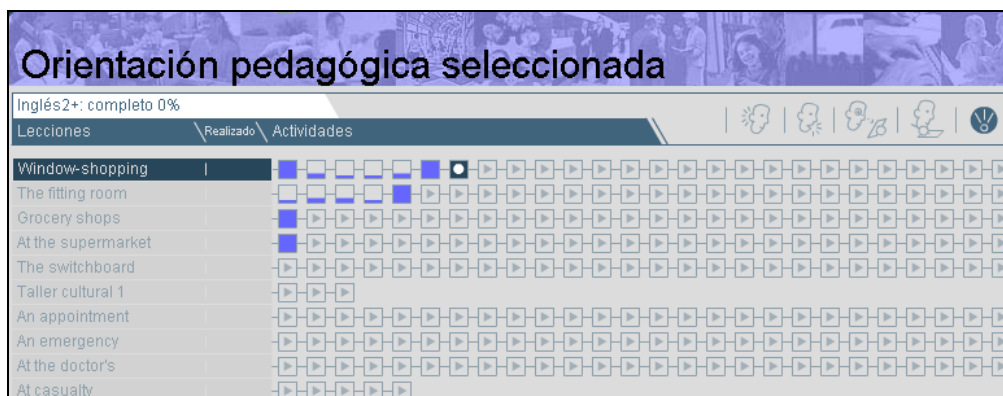 Orientación pedagógica seleccionada
Inglés2+: completo 0%
Lecciones Realizado Actividades
Window-shopping
The fitting room
Grocery shops
At the supermarket
The switchboard
Taller cultural 1
An appointment
An emergency
At the doctor's
At casualty